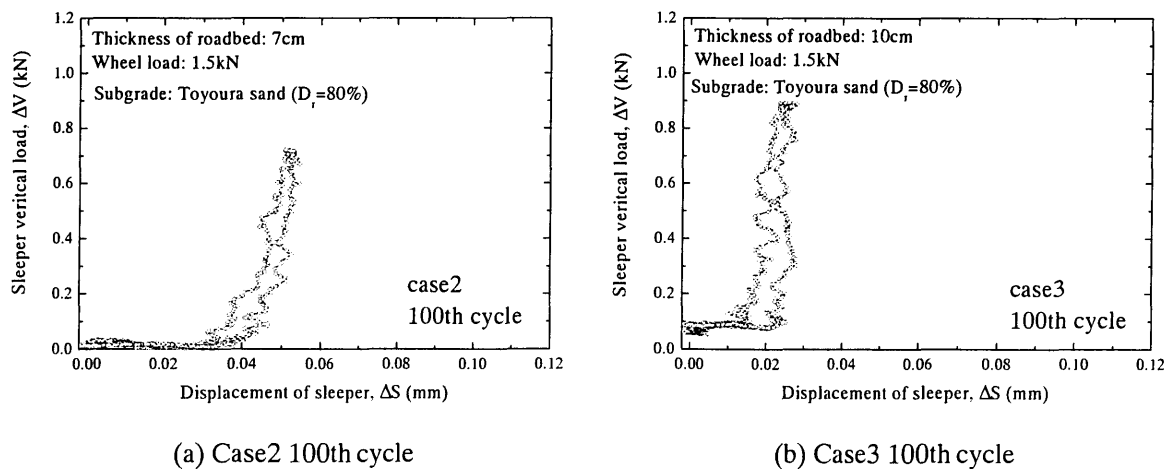 Thickness of roadbed: 7cm
Wheel load: 1.5kN
Subgrade: Toyoura sand (Dr=80%)
case2
100th cycle
Sleeper veritcal load, ΔV (kN)
1.2
1.0
0.8
0.6
0.4
0.2
0.0
0.00 0.02 0.04 0.06 0.08 0.10 0.12
Displacement of sleeper, ΔS (mm)
(a) Case2 100th cycle
Thickness of roadbed: 10cm
Wheel load: 1.5kN
Subgrade: Toyoura sand (Dr=80%)
case3
100th cycle
Sleeper veritcal load, ΔV (kN)
1.2
1.0
0.8
0.6
0.4
0.2
0.0
0.00 0.02 0.04 0.06 0.08 0.10 0.12
Displacement of sleeper, ΔS (mm)
(b) Case3 100th cycle